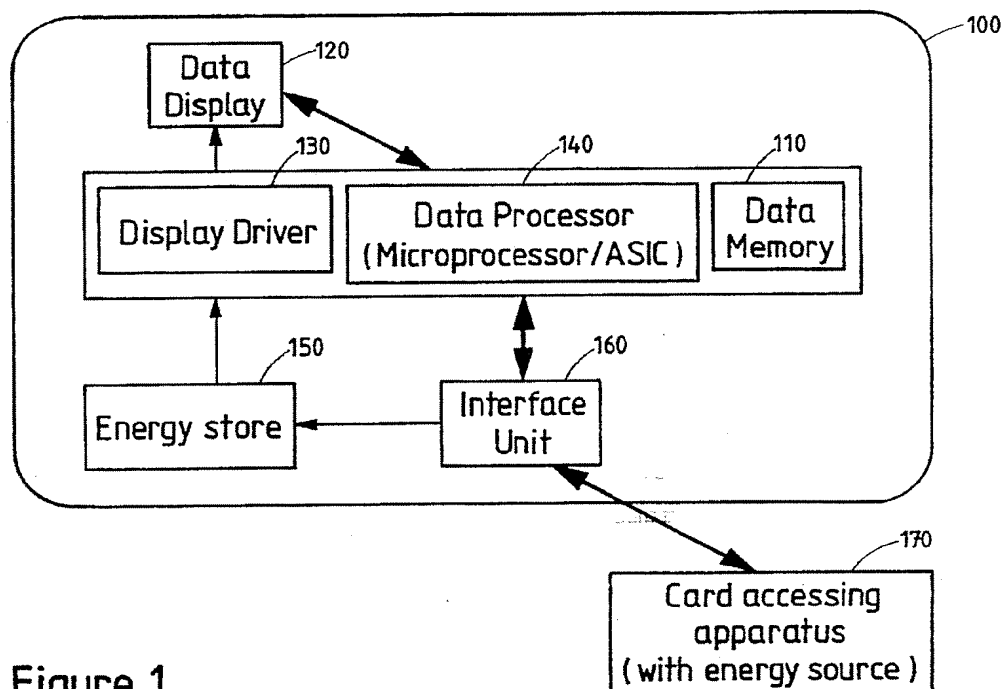 100
120
Data
Display
130
140
110
Display Driver
Data Processor
(Microprocessor/ASIC)
Data
Memory
150
160
Energy store
Interface
Unit
170
Card accessing
apparatus
(with energy source)
Figure 1